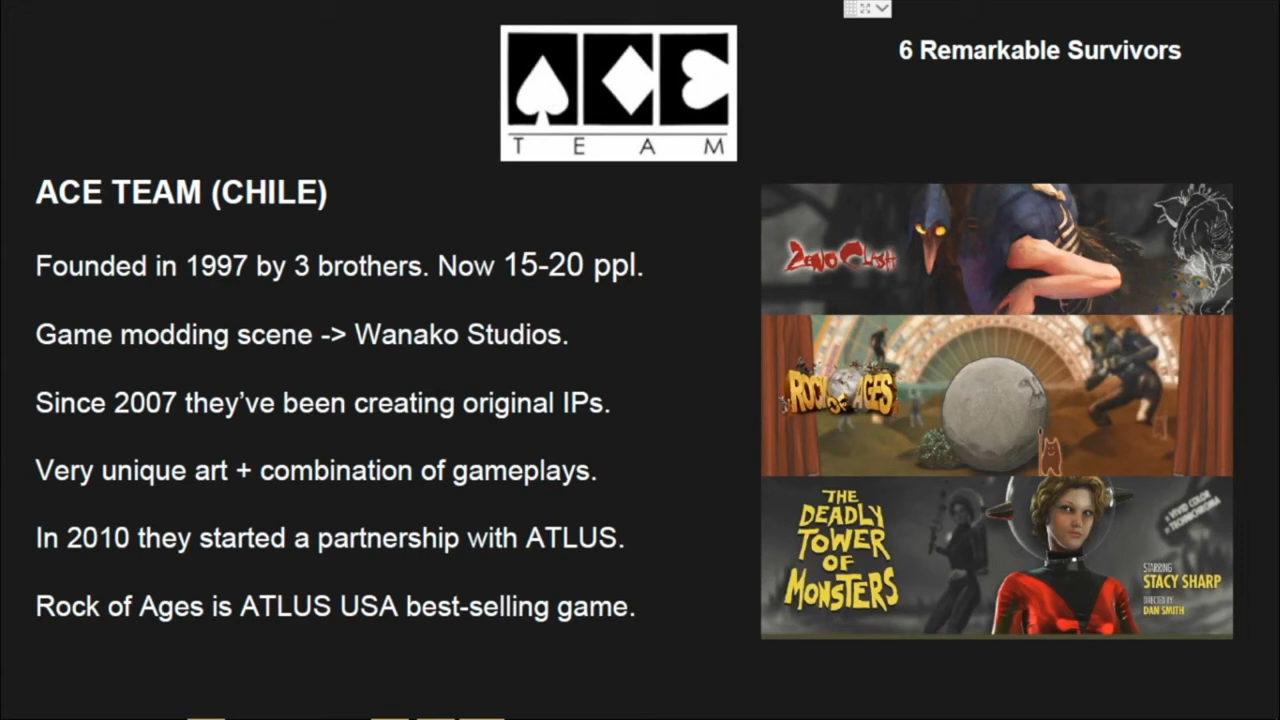 6 Remarkable Survivors
ACE
TEAM
ACE TEAM (CHILE)
Founded in 1997 by 3 brothers. Now 15-20 ppl.
Game modding scene -> Wanako Studios.
Since 2007 they've been creating original IPs.
Very unique art + combination of gameplays.
In 2010 they started a partnership with ATLUS.
Rock of Ages is ATLUS USA best-selling game.
ZENO CLASH
ROCK
OF AGES
THE
DEADLY
TOWER
OF
MONSTERS
VIVID COLOR
TECHNICHROMA
STARRING
STACY SHARP
DIRECTED BY
DAN SMITH